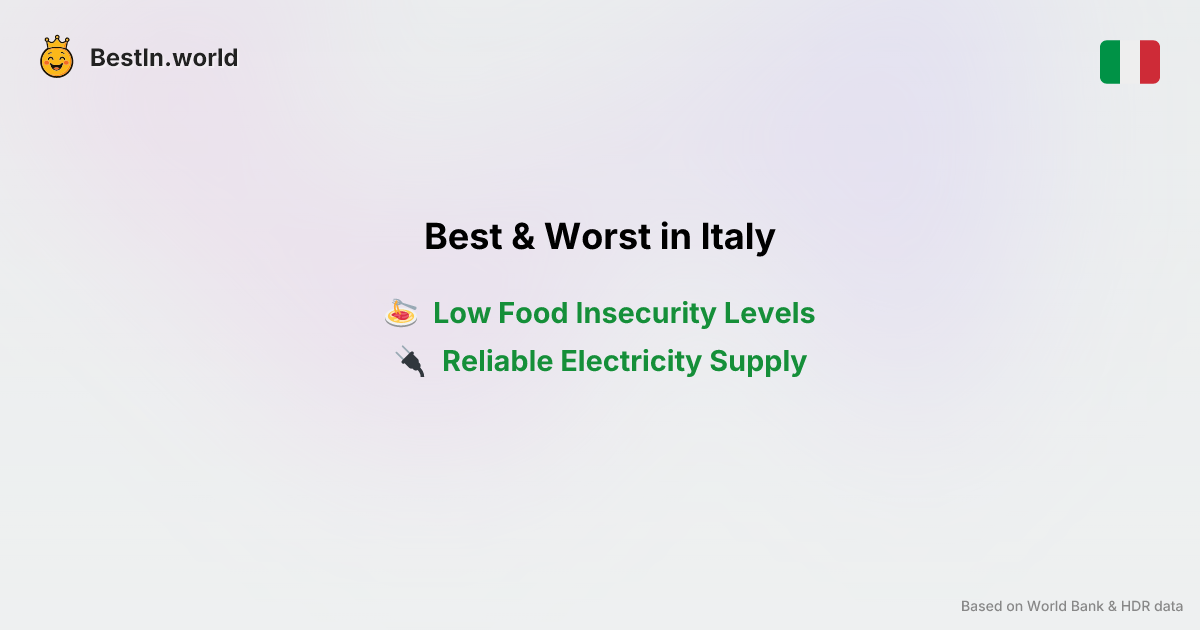 BestIn.world
Best & Worst in Italy
Low Food Insecurity Levels
Reliable Electricity Supply
Based on World Bank & HDR data